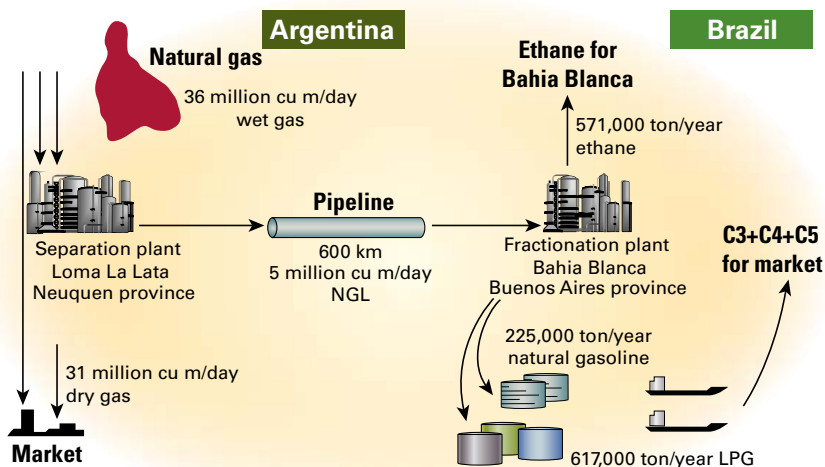 Argentina
Brazil
Natural gas
36 million cu m/day
wet gas
Ethane for
Bahia Blanca
571,000 ton/year
ethane
Separation plant
Loma La Lata
Neuquen province
Pipeline
600 km
5 million cu m/day
NGL
Fractionation plant
Bahia Blanca
Buenos Aires province
C3+C4+C5
for market
31 million cu m/day
dry gas
Market
225,000 ton/year
natural gasoline
617,000 ton/year LPG